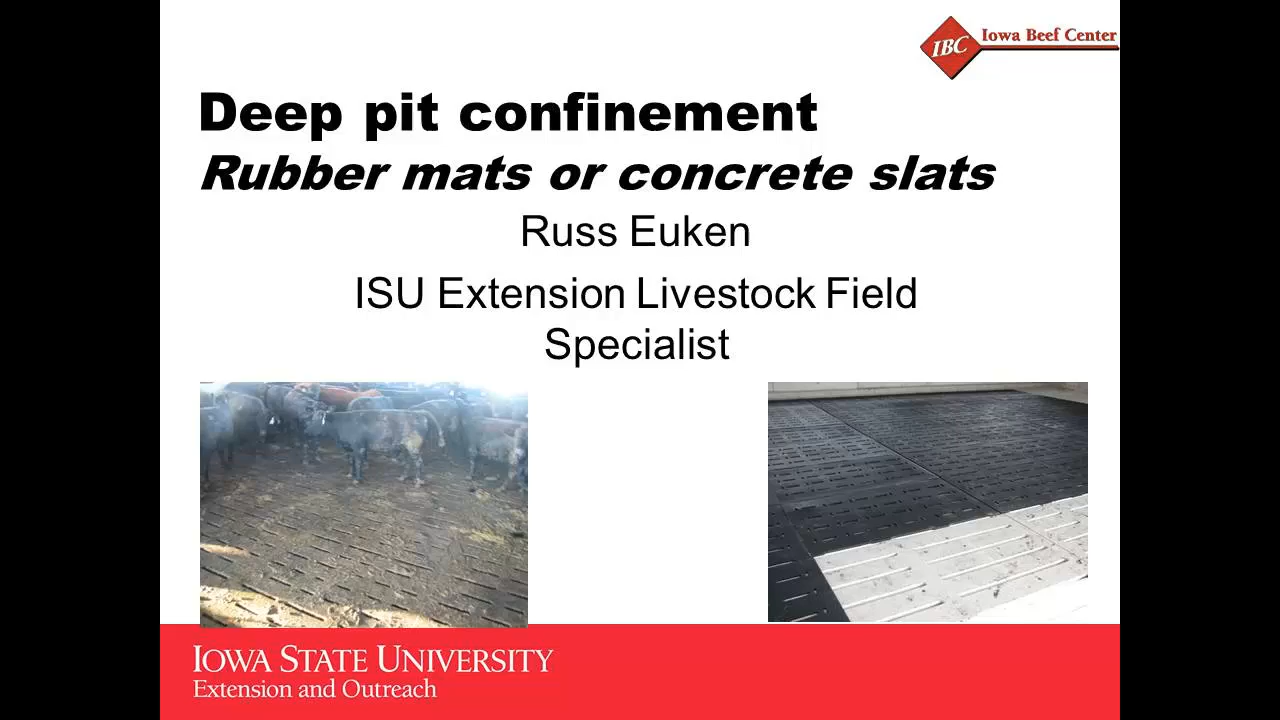 IBC Iowa Beef Center
Deep pit confinement
Rubber mats or concrete slats
Russ Euken
ISU Extension Livestock Field
Specialist
IOWA STATE UNIVERSITY
Extension and Outreach